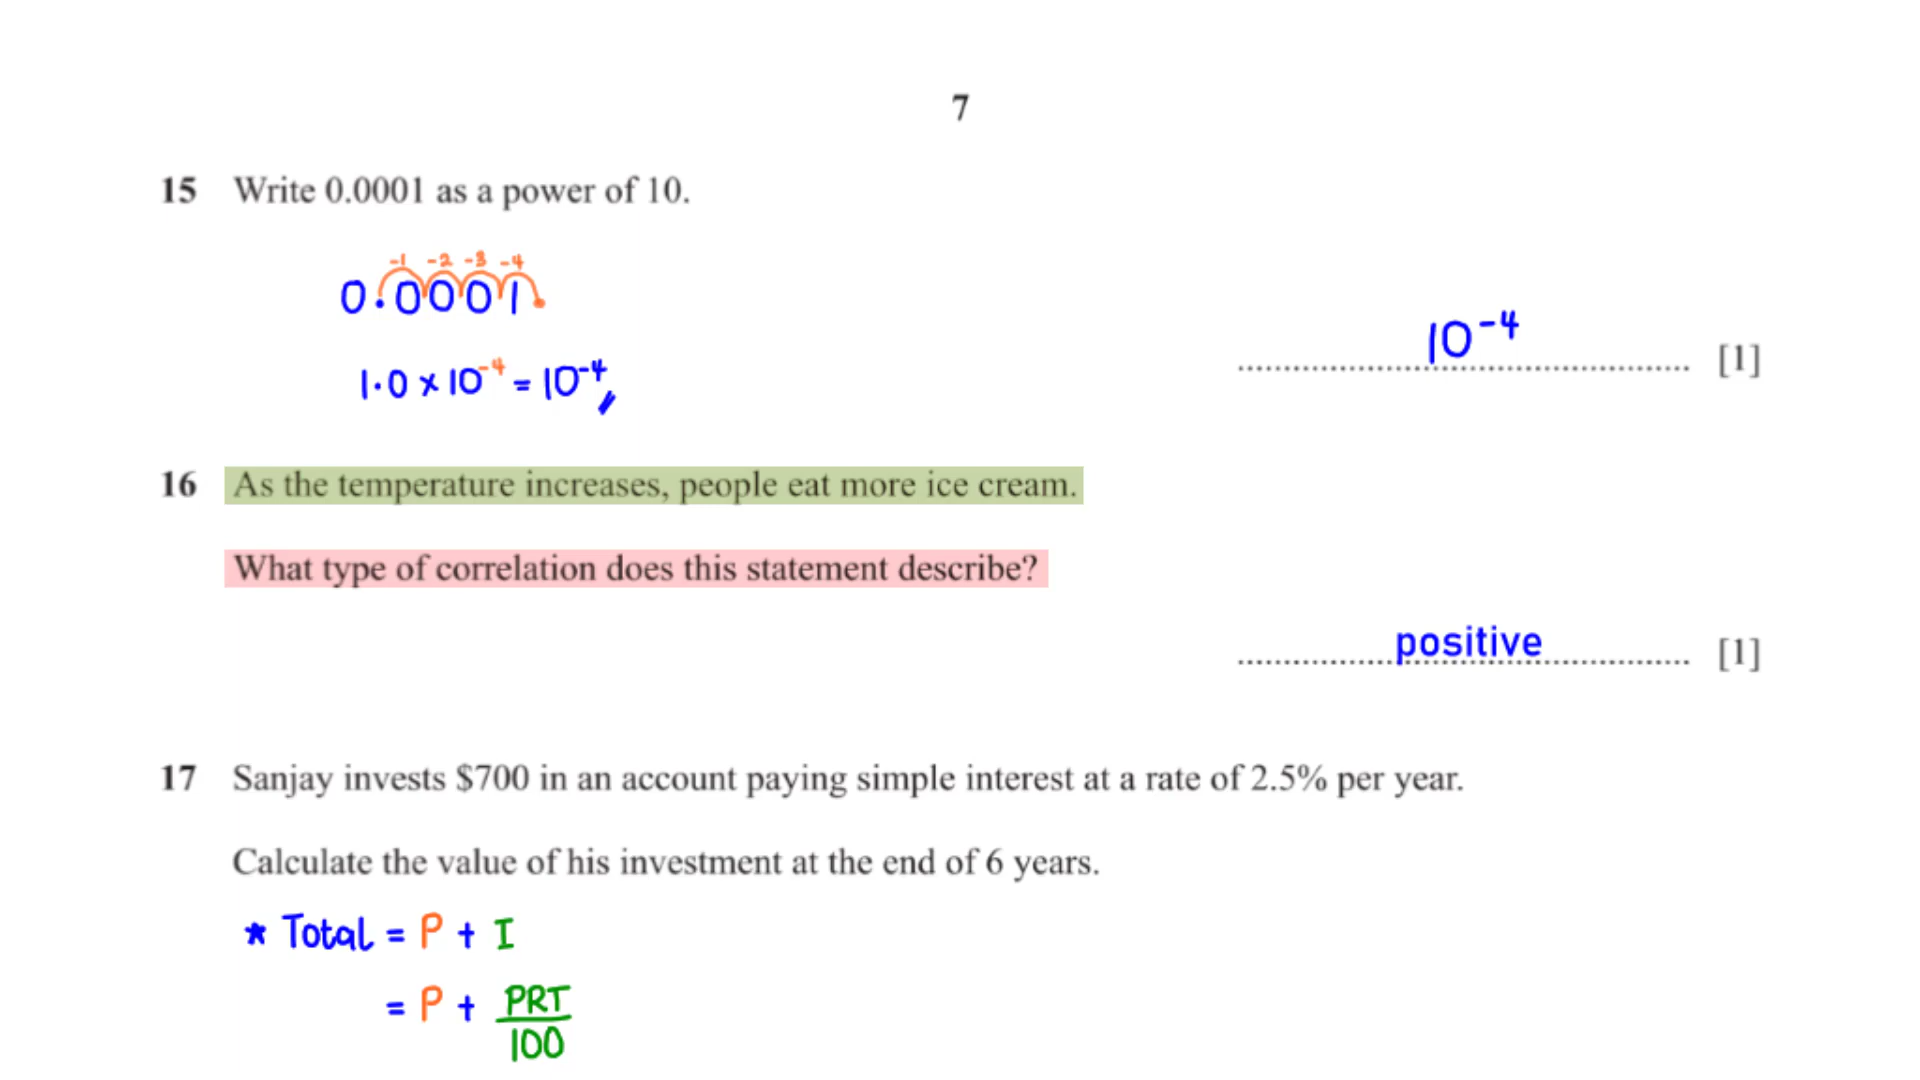 7
15 Write 0.0001 as a power of 10.
-1 -2 -3 -4
0.0001.
1.0 × 10⁻⁴ = 10⁻⁴
10⁻⁴ [1]
16 As the temperature increases, people eat more ice cream.
What type of correlation does this statement describe?
positive [1]
17 Sanjay invests $700 in an account paying simple interest at a rate of 2.5% per year.
Calculate the value of his investment at the end of 6 years.
* Total = P + I
= P + PRT/100